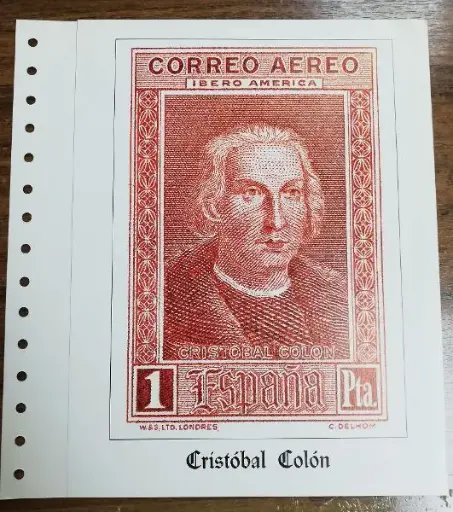 CORREO AEREO
IBERO AMERICA
CRISTOBAL COLON
1 España Pta.
W.& S. LTD. LONDRES C. DELHOM
Cristóbal Colón